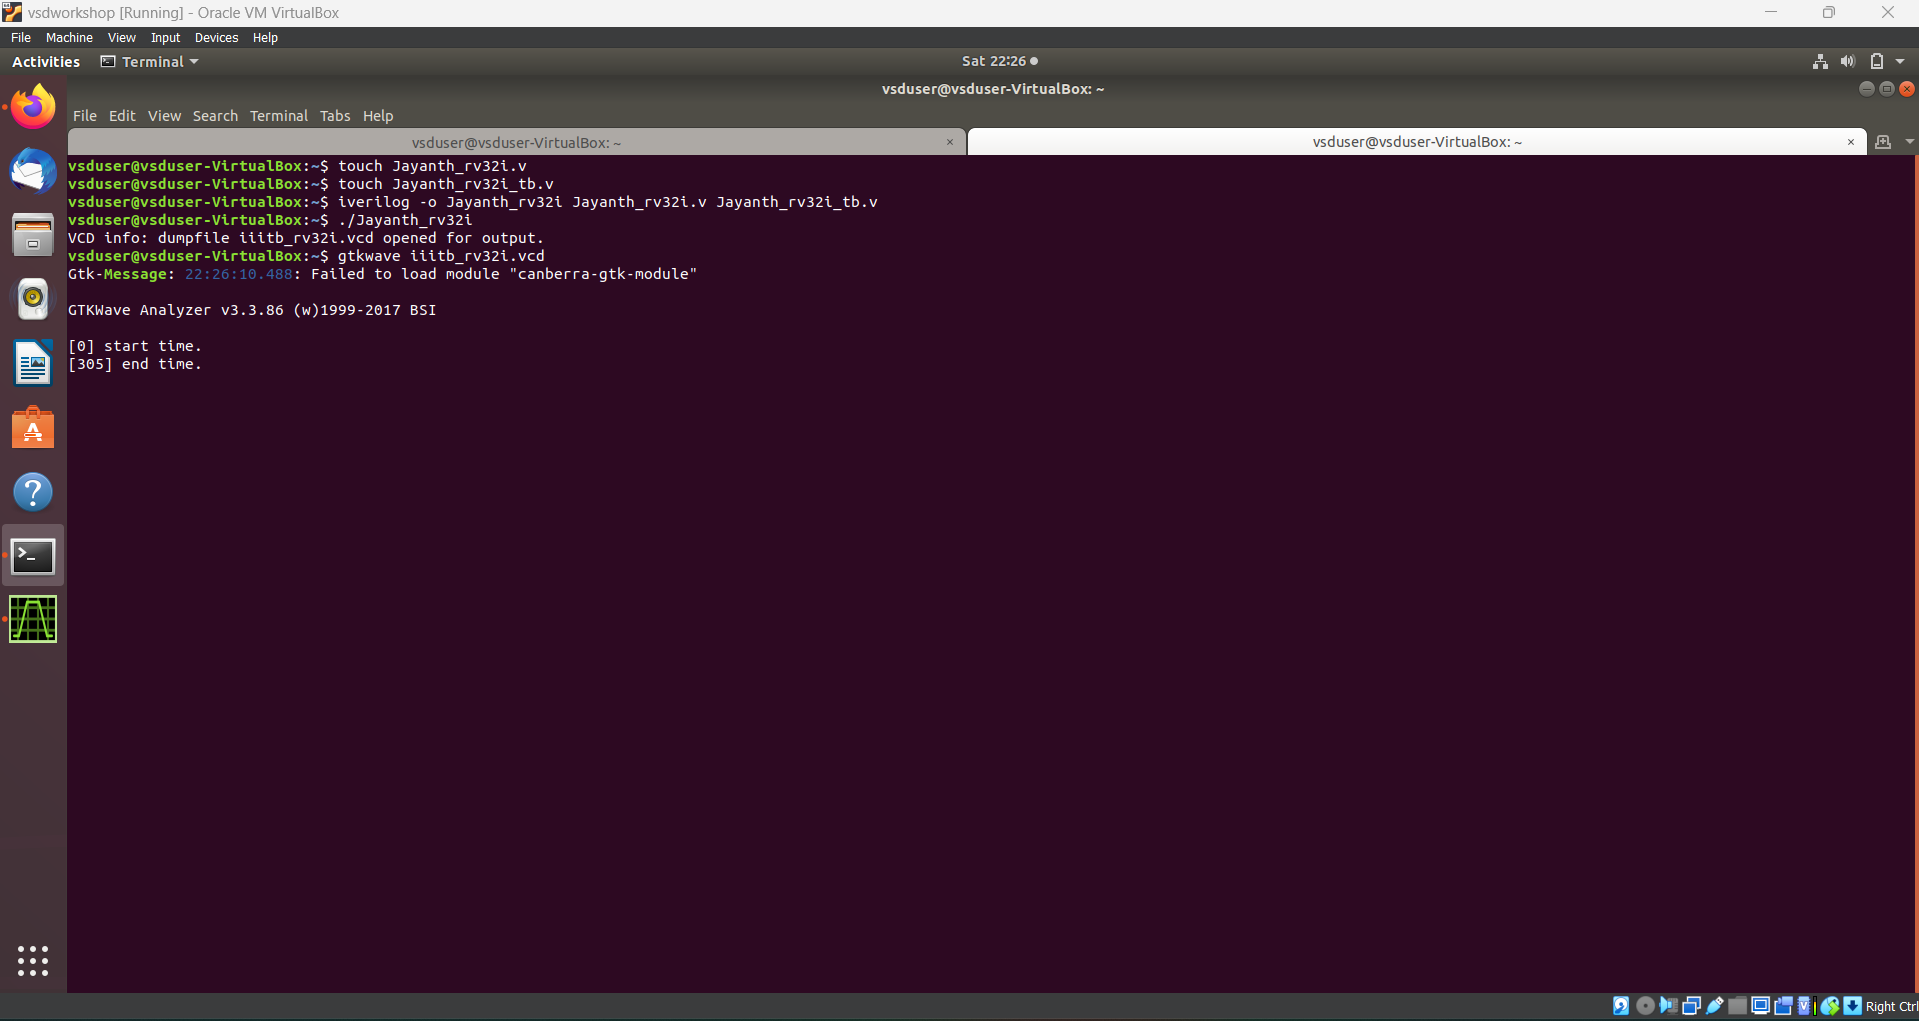 vsdworkshop [Running] - Oracle VM VirtualBox
File Machine View Input Devices Help
Activities Terminal Sat 22:26
vsduser@vsduser-VirtualBox: ~
File Edit View Search Terminal Tabs Help
vsduser@vsduser-VirtualBox: ~ × vsduser@vsduser-VirtualBox: ~ ×
vsduser@vsduser-VirtualBox:~$ touch Jayanth_rv32i.v
vsduser@vsduser-VirtualBox:~$ touch Jayanth_rv32i_tb.v
vsduser@vsduser-VirtualBox:~$ iverilog -o Jayanth_rv32i Jayanth_rv32i.v Jayanth_rv32i_tb.v
vsduser@vsduser-VirtualBox:~$ ./Jayanth_rv32i
VCD info: dumpfile iiitb_rv32i.vcd opened for output.
vsduser@vsduser-VirtualBox:~$ gtkwave iiitb_rv32i.vcd
Gtk-Message: 22:26:10.488: Failed to load module "canberra-gtk-module"
GTKWave Analyzer v3.3.86 (w)1999-2017 BSI
[0] start time.
[305] end time.
Right Ctrl